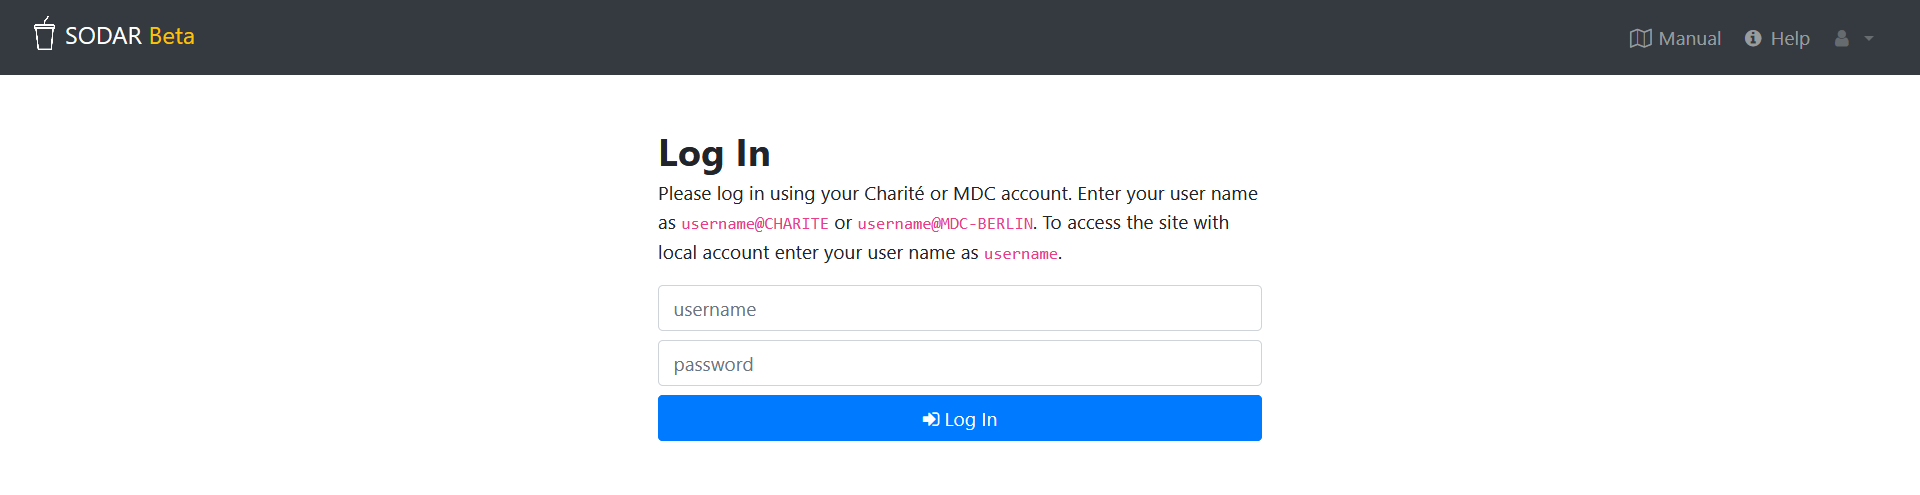 SODAR Beta
Manual
Help
Log In
Please log in using your Charité or MDC account. Enter your user name
as username@CHARITE or username@MDC-BERLIN. To access the site with
local account enter your user name as username.
username
password
Log In